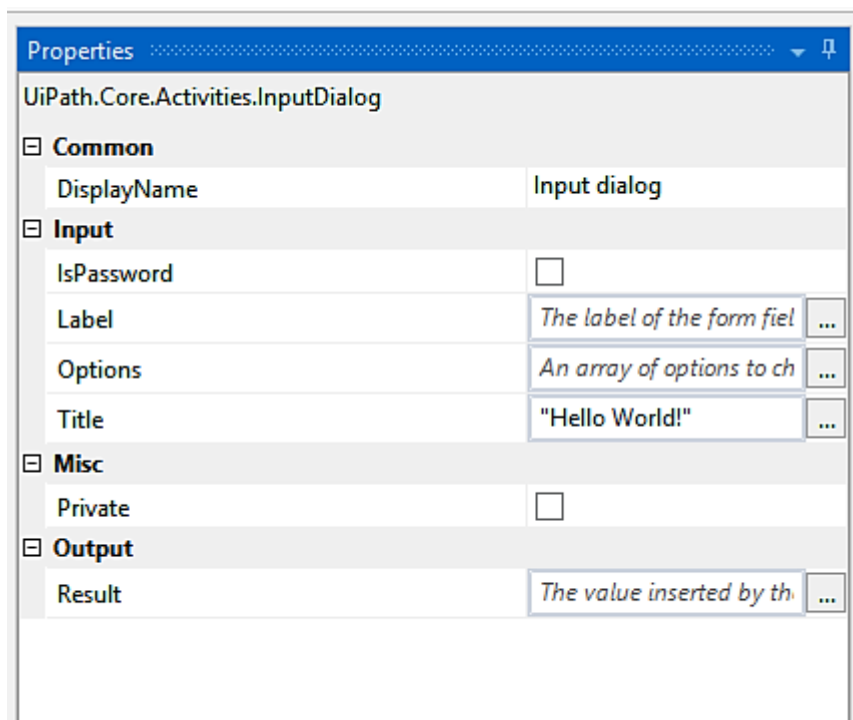 Properties
UiPath.Core.Activities.InputDialog
Common
DisplayName Input dialog
Input
IsPassword
Label The label of the form fiel ...
Options An array of options to ch ...
Title "Hello World!" ...
Misc
Private
Output
Result The value inserted by th ...